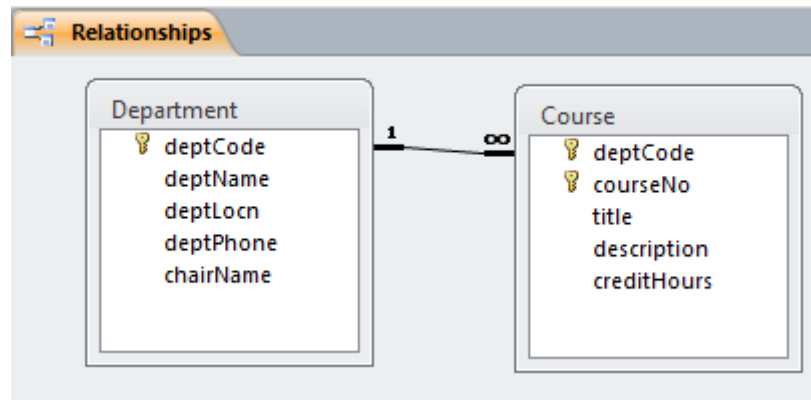 Relationships
Department
deptCode
deptName
deptLocn
deptPhone
chairName
1
∞
Course
deptCode
courseNo
title
description
creditHours